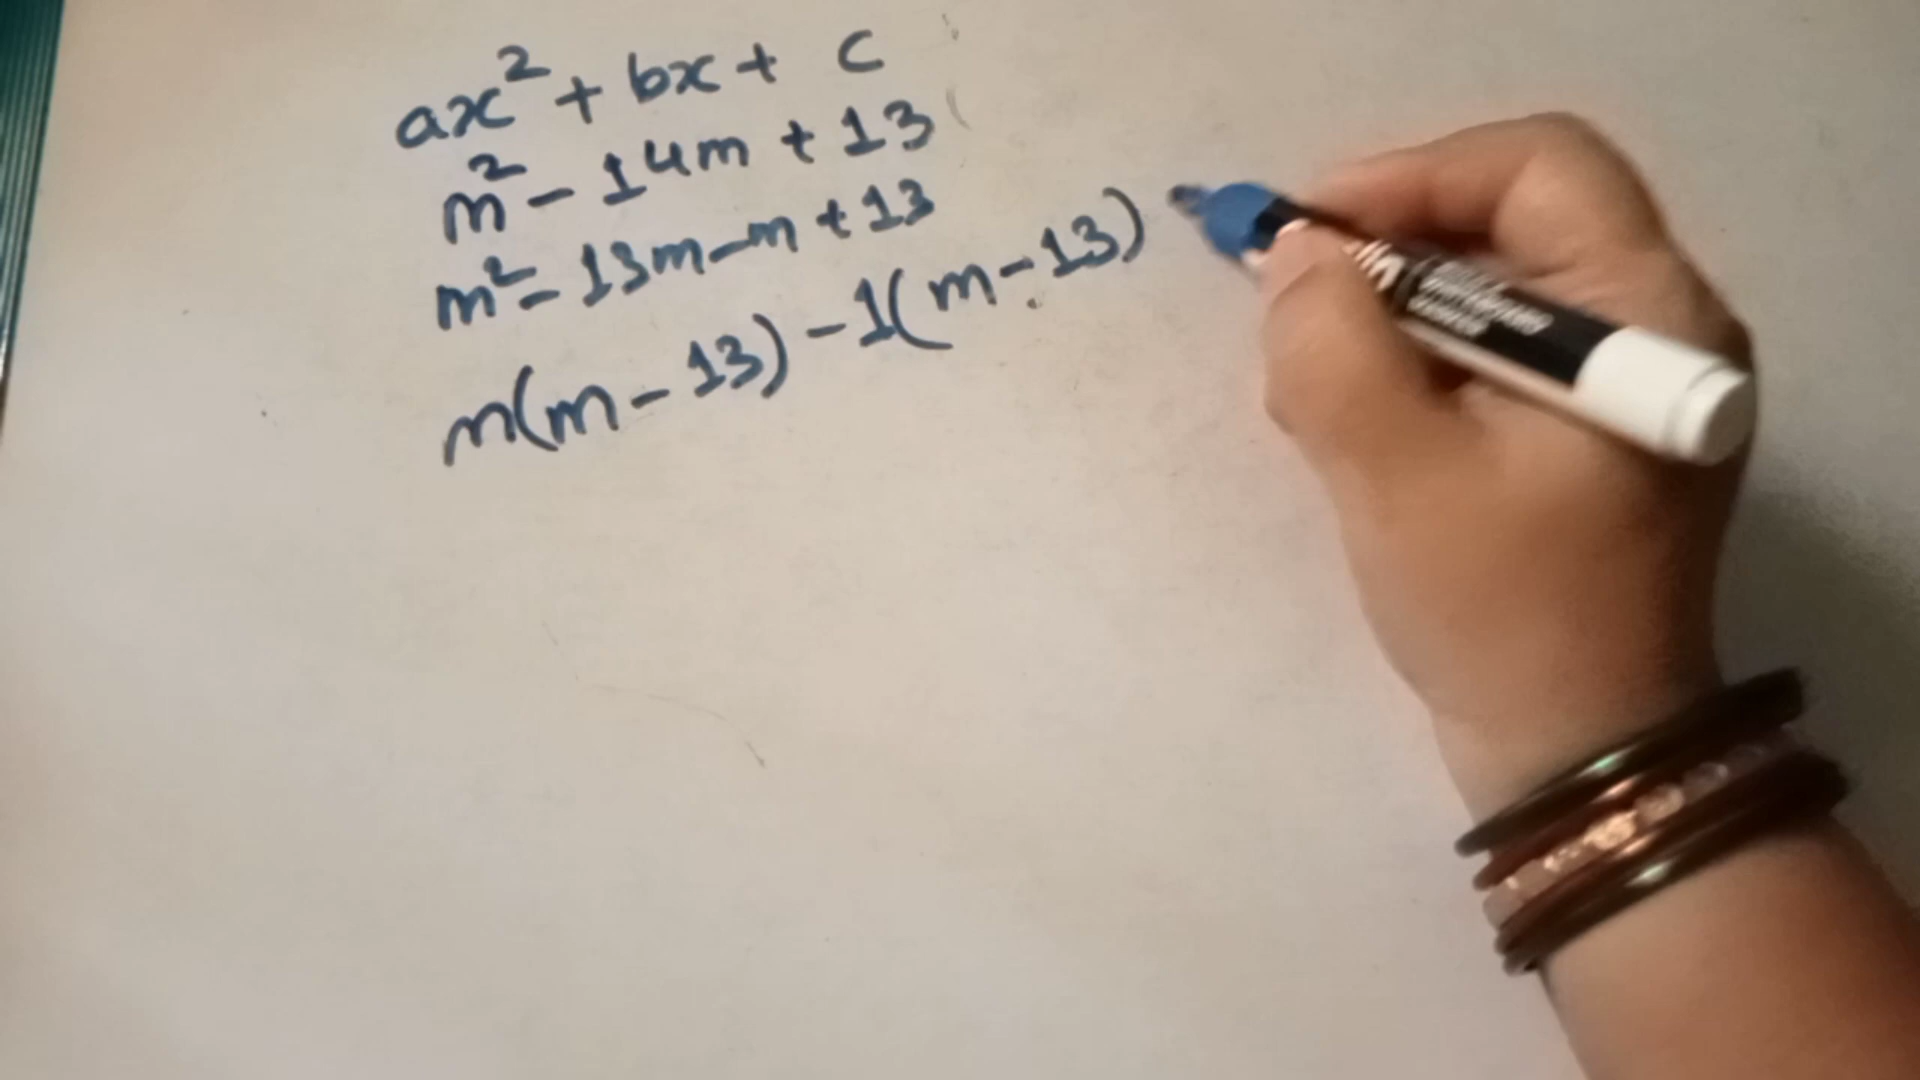 ax² + bx + c
m² - 14m + 13
m² - 13m - m + 13
m(m - 13) - 1(m - 13)